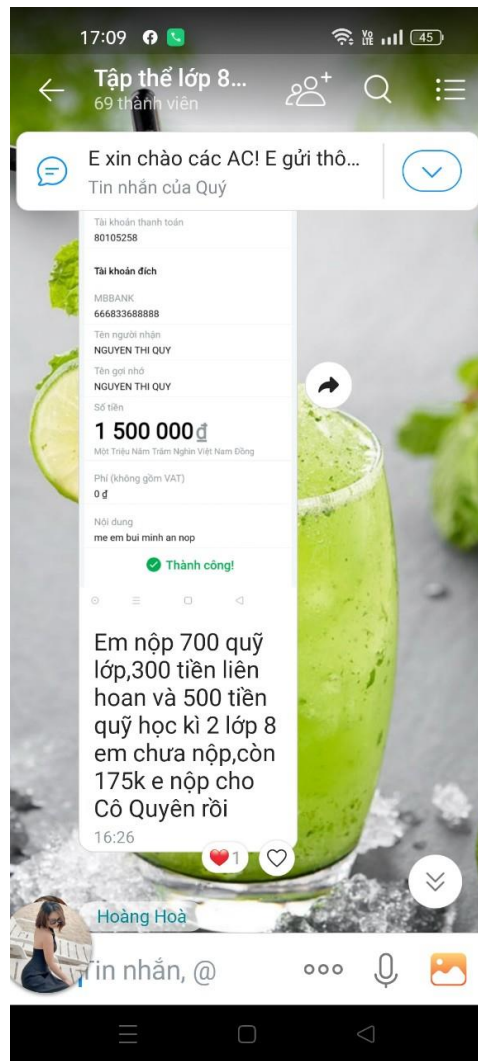 17:09
Vo LTE
45
Tập thể lớp 8...
69 thành viên
E xin chào các AC! E gửi thô...
Tin nhắn của Quý
Tài khoản thanh toán
80105258
Tài khoản đích
MBBANK
666833688888
Tên người nhận
NGUYEN THI QUY
Tên gợi nhớ
NGUYEN THI QUY
Số tiền
1 500 000 ₫
Một Triệu Năm Trăm Nghìn Việt Nam Đồng
Phí (không gồm VAT)
0 ₫
Nội dung
me em bui minh an nop
Thành công!
Em nộp 700 quỹ
lớp,300 tiền liên
hoan và 500 tiền
quỹ học kì 2 lớp 8
em chưa nộp,còn
175k e nộp cho
Cô Quyên rồi
16:26
1
Hoàng Hoà
Tin nhắn, @